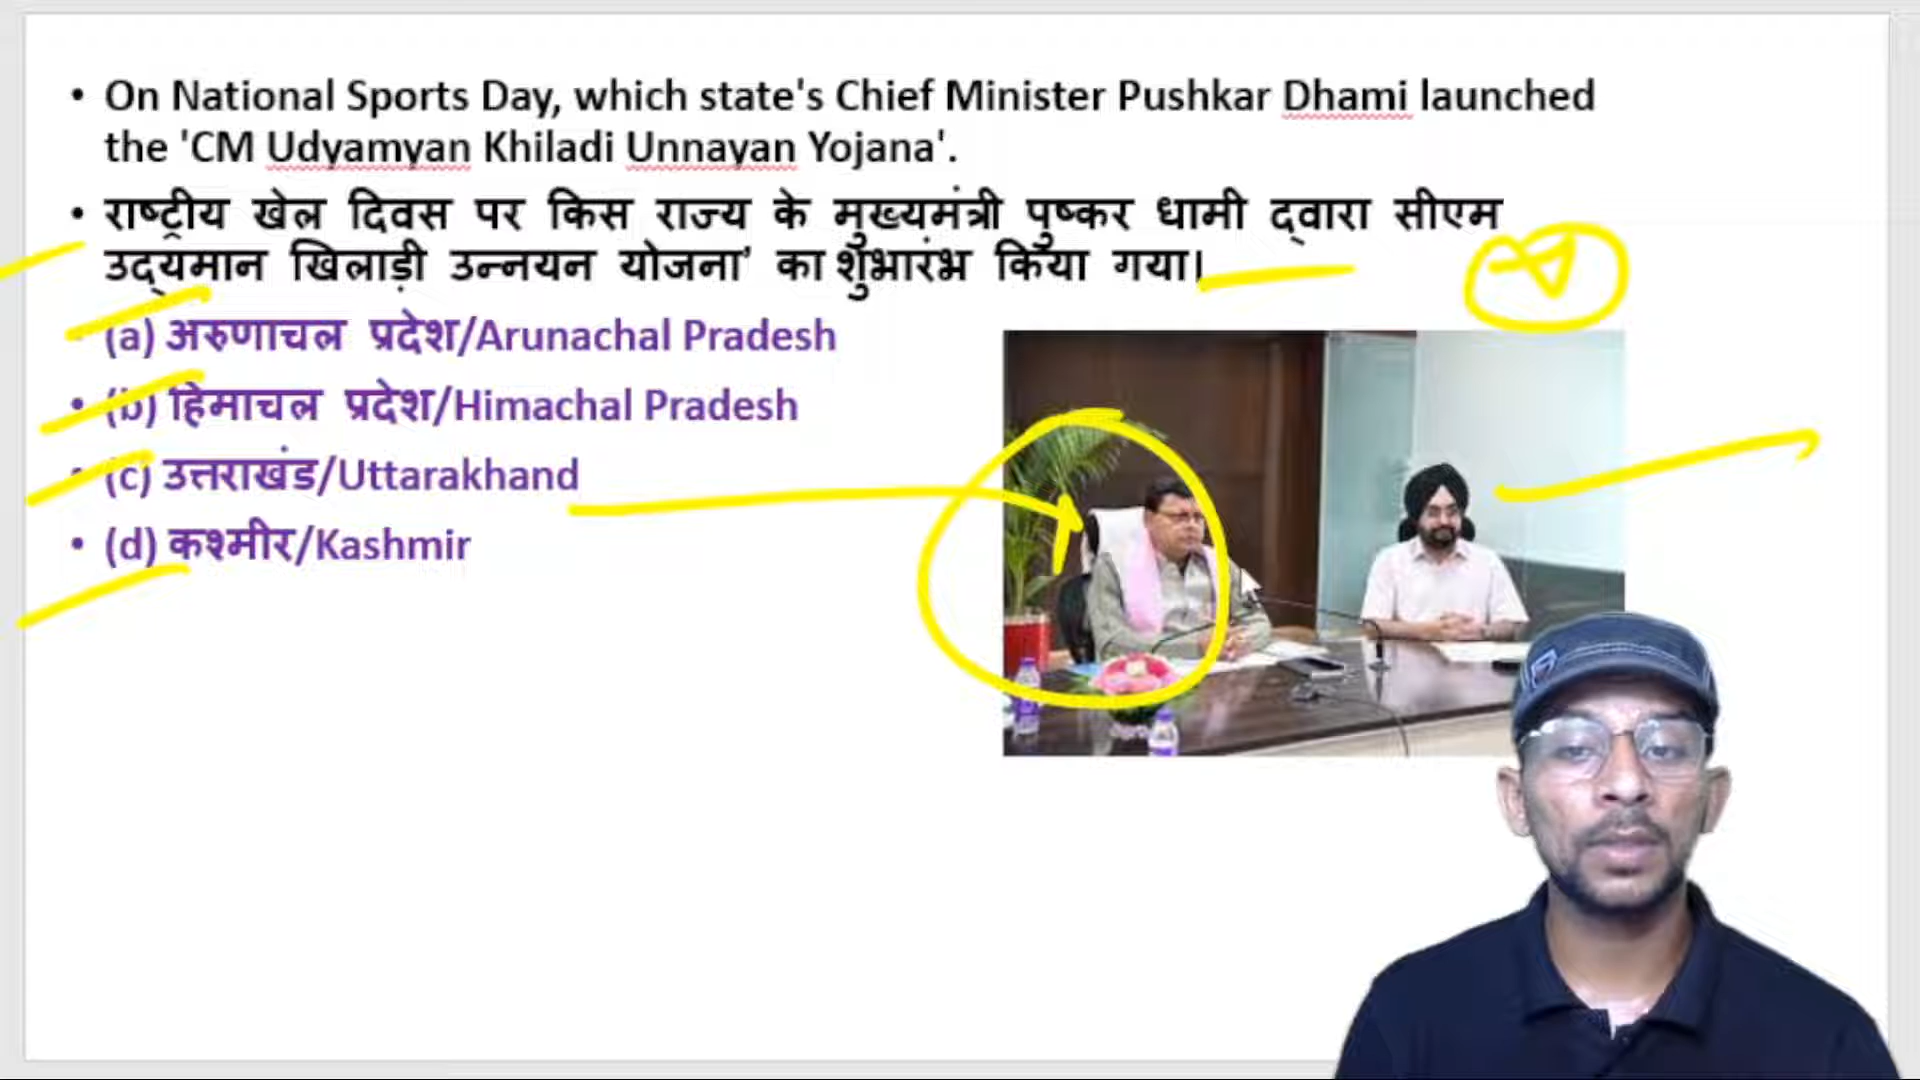 • On National Sports Day, which state's Chief Minister Pushkar Dhami launched
the 'CM Udyamyan Khiladi Unnayan Yojana'.
• राष्ट्रीय खेल दिवस पर किस राज्य के मुख्यमंत्री पुष्कर धामी द्वारा सीएम
उद्यमान खिलाड़ी उन्नयन योजना' का शुभारंभ किया गया।
• (a) अरुणाचल प्रदेश/Arunachal Pradesh
• (b) हिमाचल प्रदेश/Himachal Pradesh
• (c) उत्तराखंड/Uttarakhand
• (d) कश्मीर/Kashmir